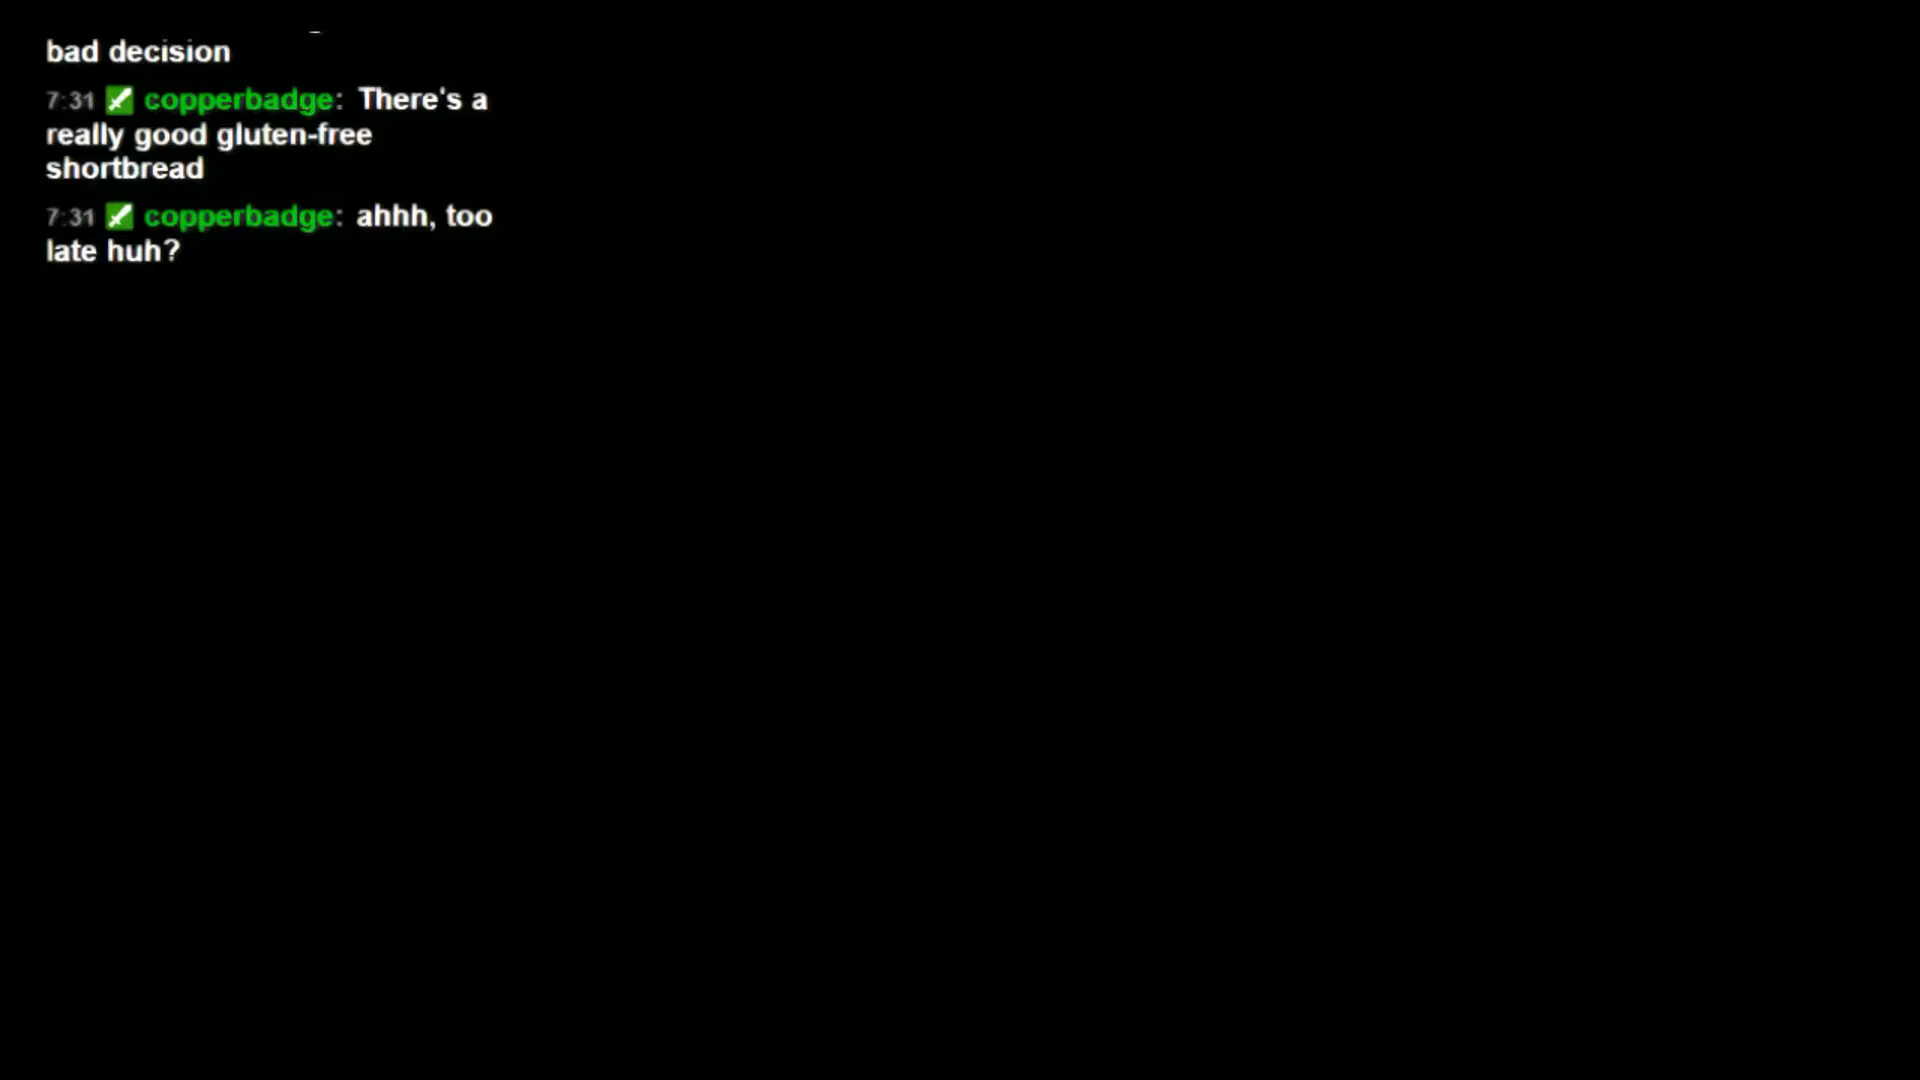 bad decision
7:31 copperbadge: There's a
really good gluten-free
shortbread
7:31 copperbadge: ahhh, too
late huh?